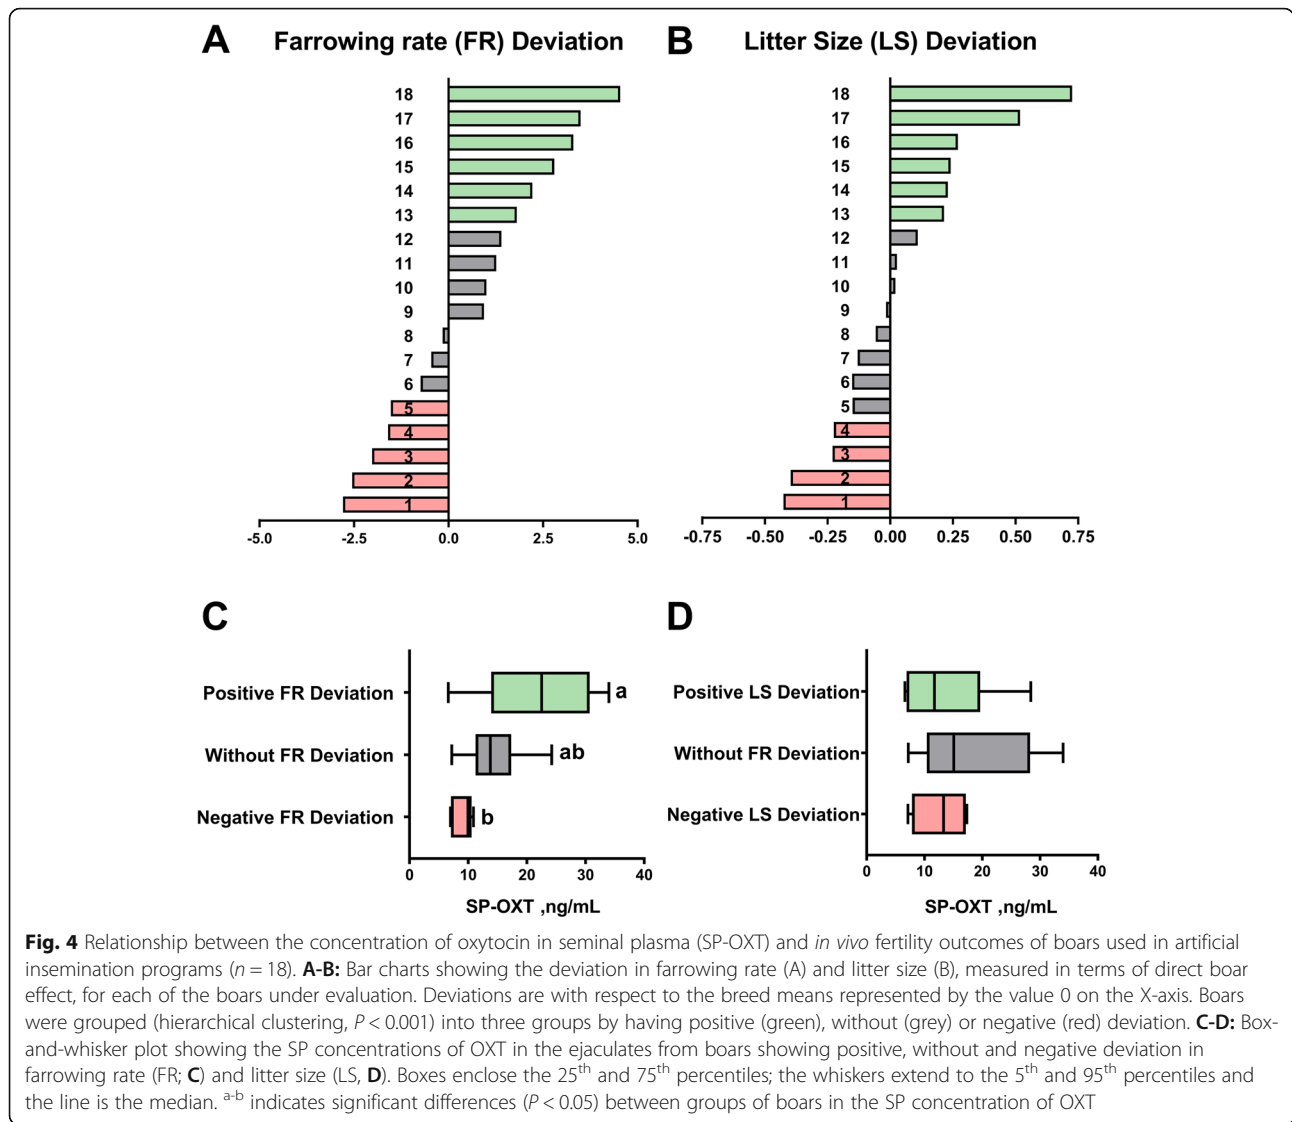 A Farrowing rate (FR) Deviation
18
17
16
15
14
13
12
11
10
9
8
7
6
5
4
3
2
1
-5.0 -2.5 0.0 2.5 5.0
B Litter Size (LS) Deviation
18
17
16
15
14
13
12
11
10
9
8
7
6
5
4
3
2
1
-0.75 -0.50 -0.25 0.00 0.25 0.50 0.75
C
Positive FR Deviation a
Without FR Deviation ab
Negative FR Deviation b
0 10 20 30 40
SP-OXT ,ng/mL
D
Positive LS Deviation
Without FR Deviation
Negative LS Deviation
0 10 20 30 40
SP-OXT ,ng/mL
Fig. 4 Relationship between the concentration of oxytocin in seminal plasma (SP-OXT) and in vivo fertility outcomes of boars used in artificial
insemination programs (n = 18). A-B: Bar charts showing the deviation in farrowing rate (A) and litter size (B), measured in terms of direct boar
effect, for each of the boars under evaluation. Deviations are with respect to the breed means represented by the value 0 on the X-axis. Boars
were grouped (hierarchical clustering, P < 0.001) into three groups by having positive (green), without (grey) or negative (red) deviation. C-D: Box-
and-whisker plot showing the SP concentrations of OXT in the ejaculates from boars showing positive, without and negative deviation in
farrowing rate (FR; C) and litter size (LS, D). Boxes enclose the 25th and 75th percentiles; the whiskers extend to the 5th and 95th percentiles and
the line is the median. a-b indicates significant differences (P < 0.05) between groups of boars in the SP concentration of OXT